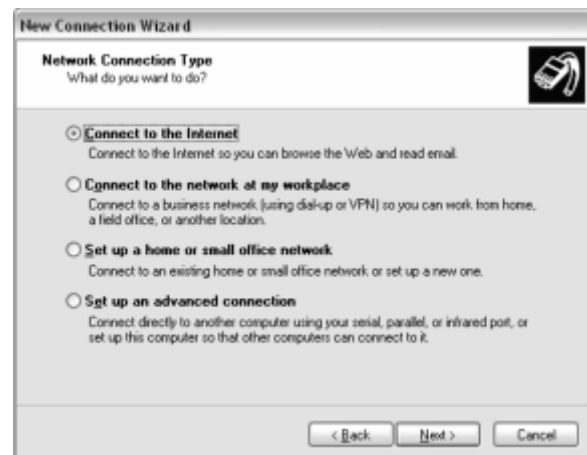 New Connection Wizard
Network Connection Type
What do you want to do?
Connect to the Internet
Connect to the Internet so you can browse the Web and read email.
Connect to the network at my workplace
Connect to a business network (using dial-up or VPN) so you can work from home,
a field office, or another location.
Set up a home or small office network
Connect to an existing home or small office network or set up a new one.
Set up an advanced connection
Connect directly to another computer using your serial, parallel, or infrared port, or
set up this computer so that other computers can connect to it.
< Back Next > Cancel